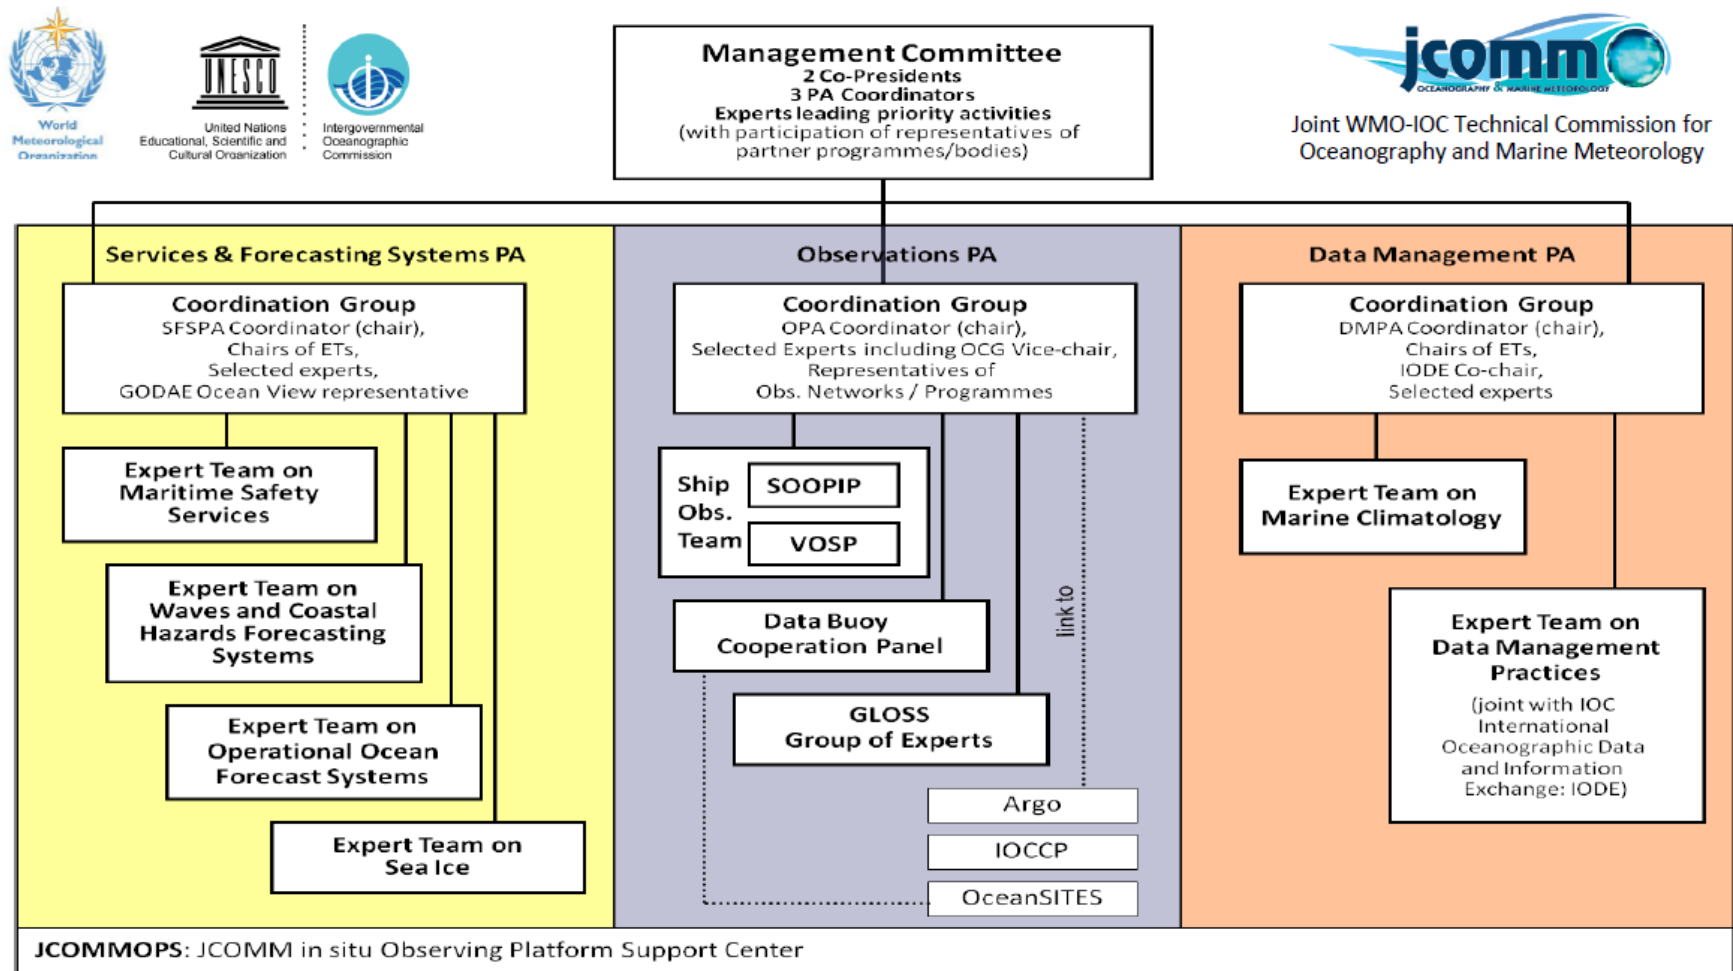 World
Meteorological
Organization
UNESCO
United Nations
Educational, Scientific and
Cultural Organization
Intergovernmental
Oceanographic
Commission
Management Committee
2 Co-Presidents
3 PA Coordinators
Experts leading priority activities
(with participation of representatives of
partner programmes/bodies)
jcomm
OCEANOGRAPHY & MARINE METEOROLOGY
Joint WMO-IOC Technical Commission for
Oceanography and Marine Meteorology
Services & Forecasting Systems PA
Coordination Group
SFSPA Coordinator (chair),
Chairs of ETs,
Selected experts,
GODAE Ocean View representative
Expert Team on
Maritime Safety
Services
Expert Team on
Waves and Coastal
Hazards Forecasting
Systems
Expert Team on
Operational Ocean
Forecast Systems
Expert Team on
Sea Ice
Observations PA
Coordination Group
OPA Coordinator (chair),
Selected Experts including OCG Vice-chair,
Representatives of
Obs. Networks / Programmes
Ship
Obs.
Team
SOOPIP
VOSP
Data Buoy
Cooperation Panel
GLOSS
Group of Experts
link to
Argo
IOCCP
OceanSITES
Data Management PA
Coordination Group
DMPA Coordinator (chair),
Chairs of ETs,
IODE Co-chair,
Selected experts
Expert Team on
Marine Climatology
Expert Team on
Data Management
Practices
(joint with IOC
International
Oceanographic Data
and Information
Exchange: IODE)
JCOMMOPS: JCOMM in situ Observing Platform Support Center